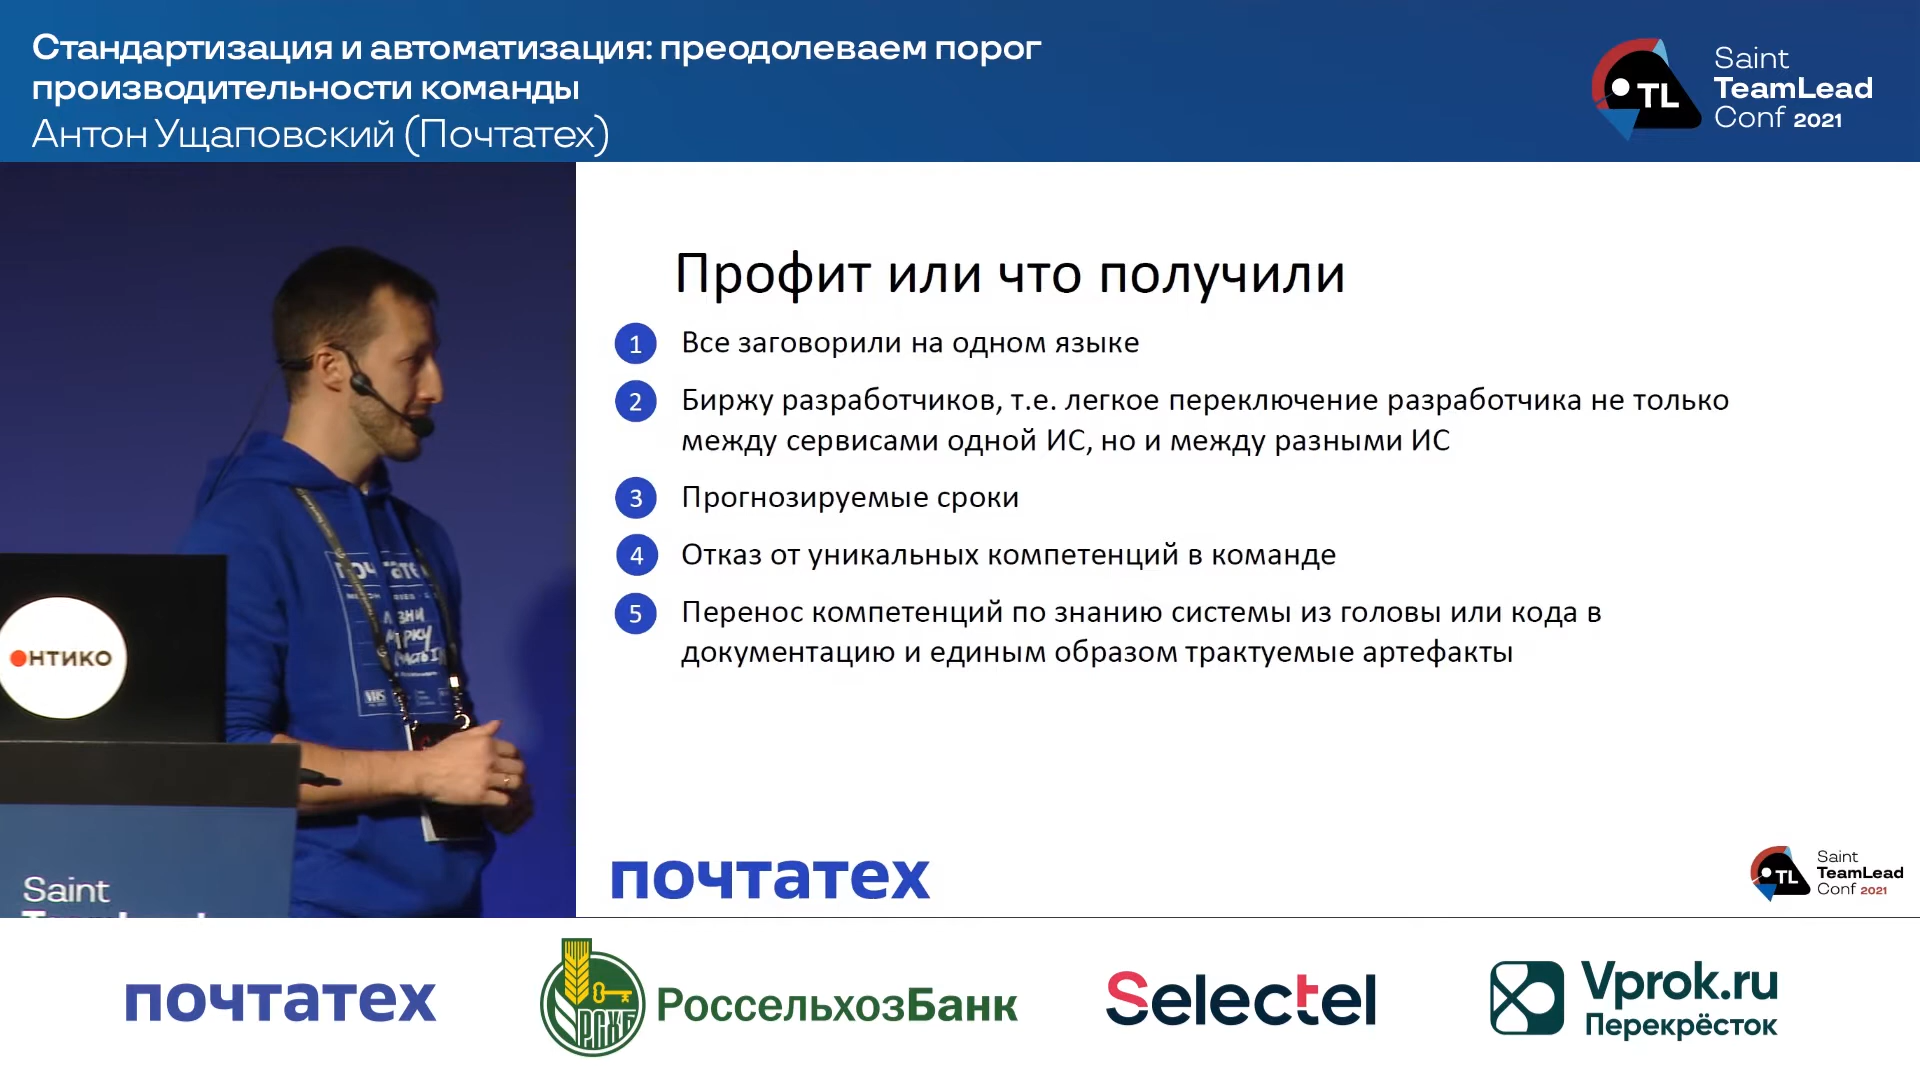 Стандартизация и автоматизация: преодолеваем порог
производительности команды
Антон Ущаповский (Почтатех)
TL
Saint
TeamLead
Conf 2021
Профит или что получили
1 Все заговорили на одном языке
2 Биржу разработчиков, т.е. легкое переключение разработчика не только
между сервисами одной ИС, но и между разными ИС
3 Прогнозируемые сроки
4 Отказ от уникальных компетенций в команде
5 Перенос компетенций по знанию системы из головы или кода в
документацию и единым образом трактуемые артефакты
ОНТИКО
Saint
почтатех
TL
Saint
TeamLead
Conf 2021
почтатех
РСХБ
РоссельхозБанк
Selectel
Vprok.ru
Перекрёсток